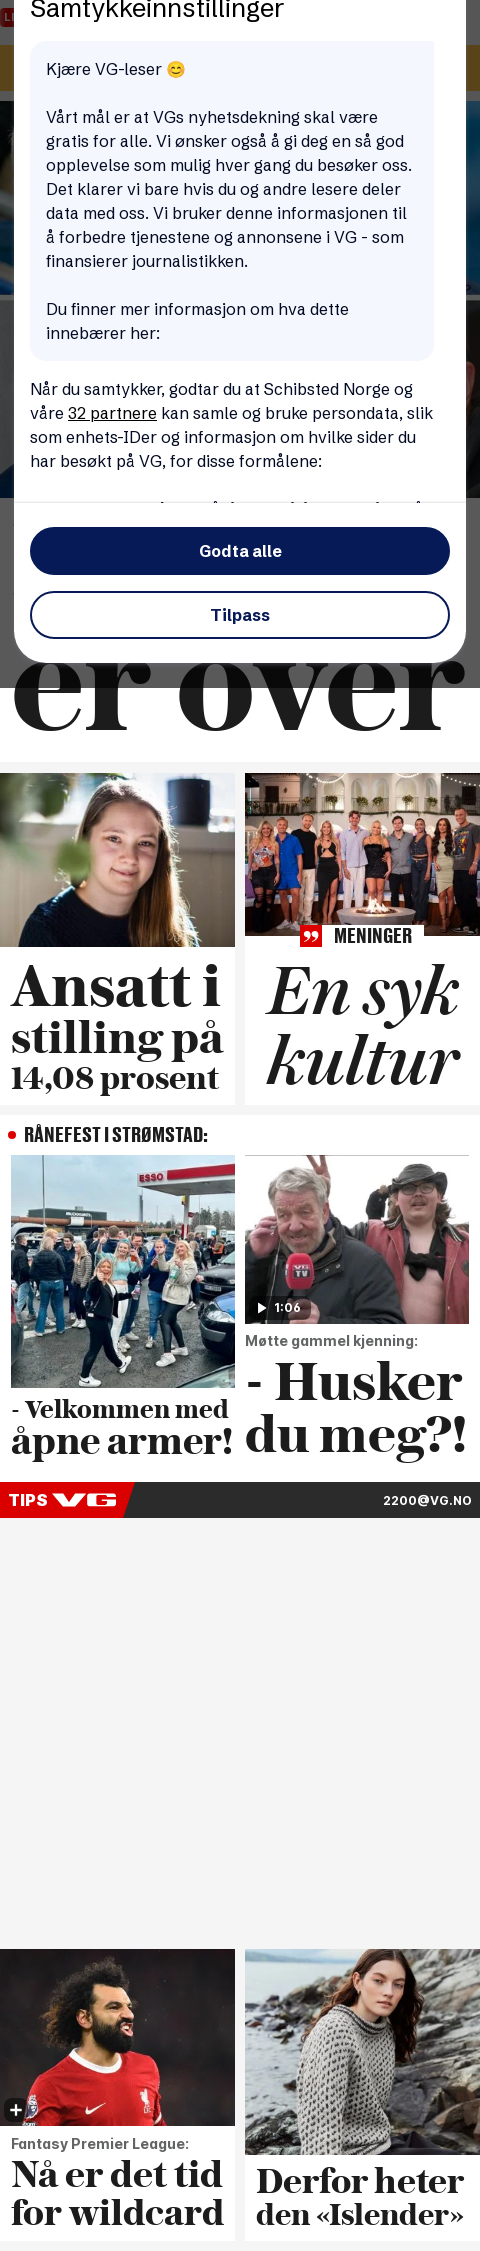 Samtykkeinnstillinger
Kjære VG-leser 😊
Vårt mål er at VGs nyhetsdekning skal være
gratis for alle. Vi ønsker også å gi deg en så god
opplevelse som mulig hver gang du besøker oss.
Det klarer vi bare hvis du og andre lesere deler
data med oss. Vi bruker denne informasjonen til
å forbedre tjenestene og annonsene i VG - som
finansierer journalistikken.
Du finner mer informasjon om hva dette
innebærer her:
Når du samtykker, godtar du at Schibsted Norge og
våre 32 partnere kan samle og bruke persondata, slik
som enhets-IDer og informasjon om hvilke sider du
har besøkt på VG, for disse formålene:
Godta alle
Tilpass
er over
MENINGER
Ansatt i
stilling på
14,08 prosent
En syk
kultur
RÅNEFEST I STRØMSTAD:
ESSO
VG
TV
1:06
- Velkommen med
åpne armer!
Møtte gammel kjenning:
- Husker
du meg?!
TIPS VG
2200@VG.NO
Fantasy Premier League:
Nå er det tid
for wildcard
Derfor heter
den «Islender»